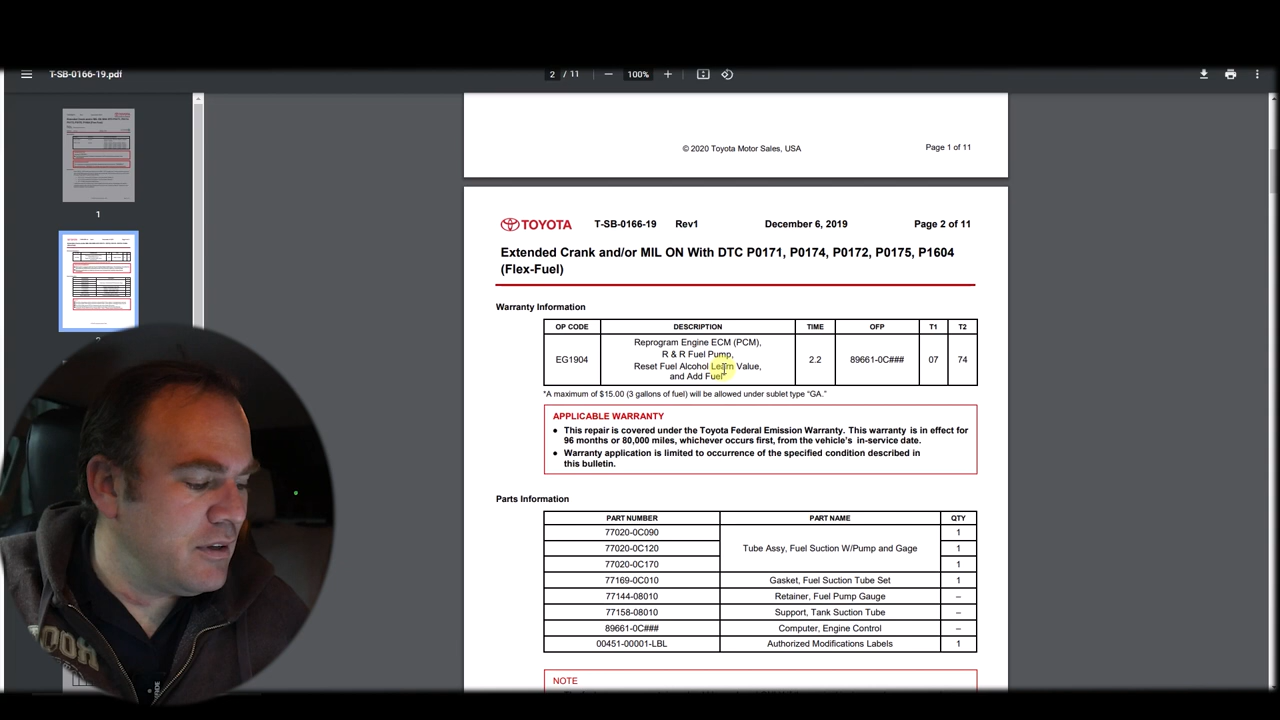 T-SB-0166-19.pdf
2 / 11
100%
1
© 2020 Toyota Motor Sales, USA
Page 1 of 11
TOYOTA T-SB-0166-19 Rev1 December 6, 2019 Page 2 of 11
Extended Crank and/or MIL ON With DTC P0171, P0174, P0172, P0175, P1604
(Flex-Fuel)
Warranty Information
OP CODE DESCRIPTION TIME OFP T1 T2
EG1904 Reprogram Engine ECM (PCM), 2.2 89661-0C### 07 74
R & R Fuel Pump,
Reset Fuel Alcohol Learn Value,
and Add Fuel*
*A maximum of $15.00 (3 gallons of fuel) will be allowed under sublet type “GA.”
APPLICABLE WARRANTY
• This repair is covered under the Toyota Federal Emission Warranty. This warranty is in effect for
96 months or 80,000 miles, whichever occurs first, from the vehicle’s in-service date.
• Warranty application is limited to occurrence of the specified condition described in
this bulletin.
Parts Information
PART NUMBER PART NAME QTY
77020-0C090 1
77020-0C120 Tube Assy, Fuel Suction W/Pump and Gage 1
77020-0C170 1
77169-0C010 Gasket, Fuel Suction Tube Set 1
77144-08010 Retainer, Fuel Pump Gauge –
77158-08010 Support, Tank Suction Tube –
89661-0C### Computer, Engine Control –
00451-00001-LBL Authorized Modifications Labels 1
NOTE